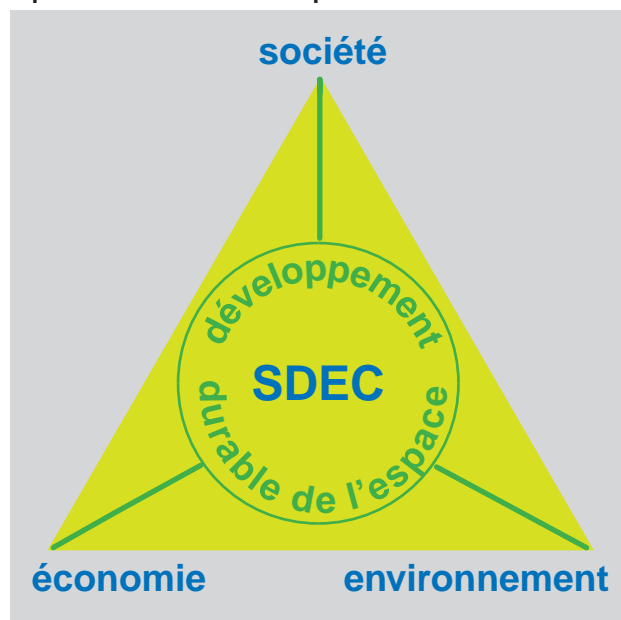 société
développement
SDEC
durable de l'espace
économie
environnement